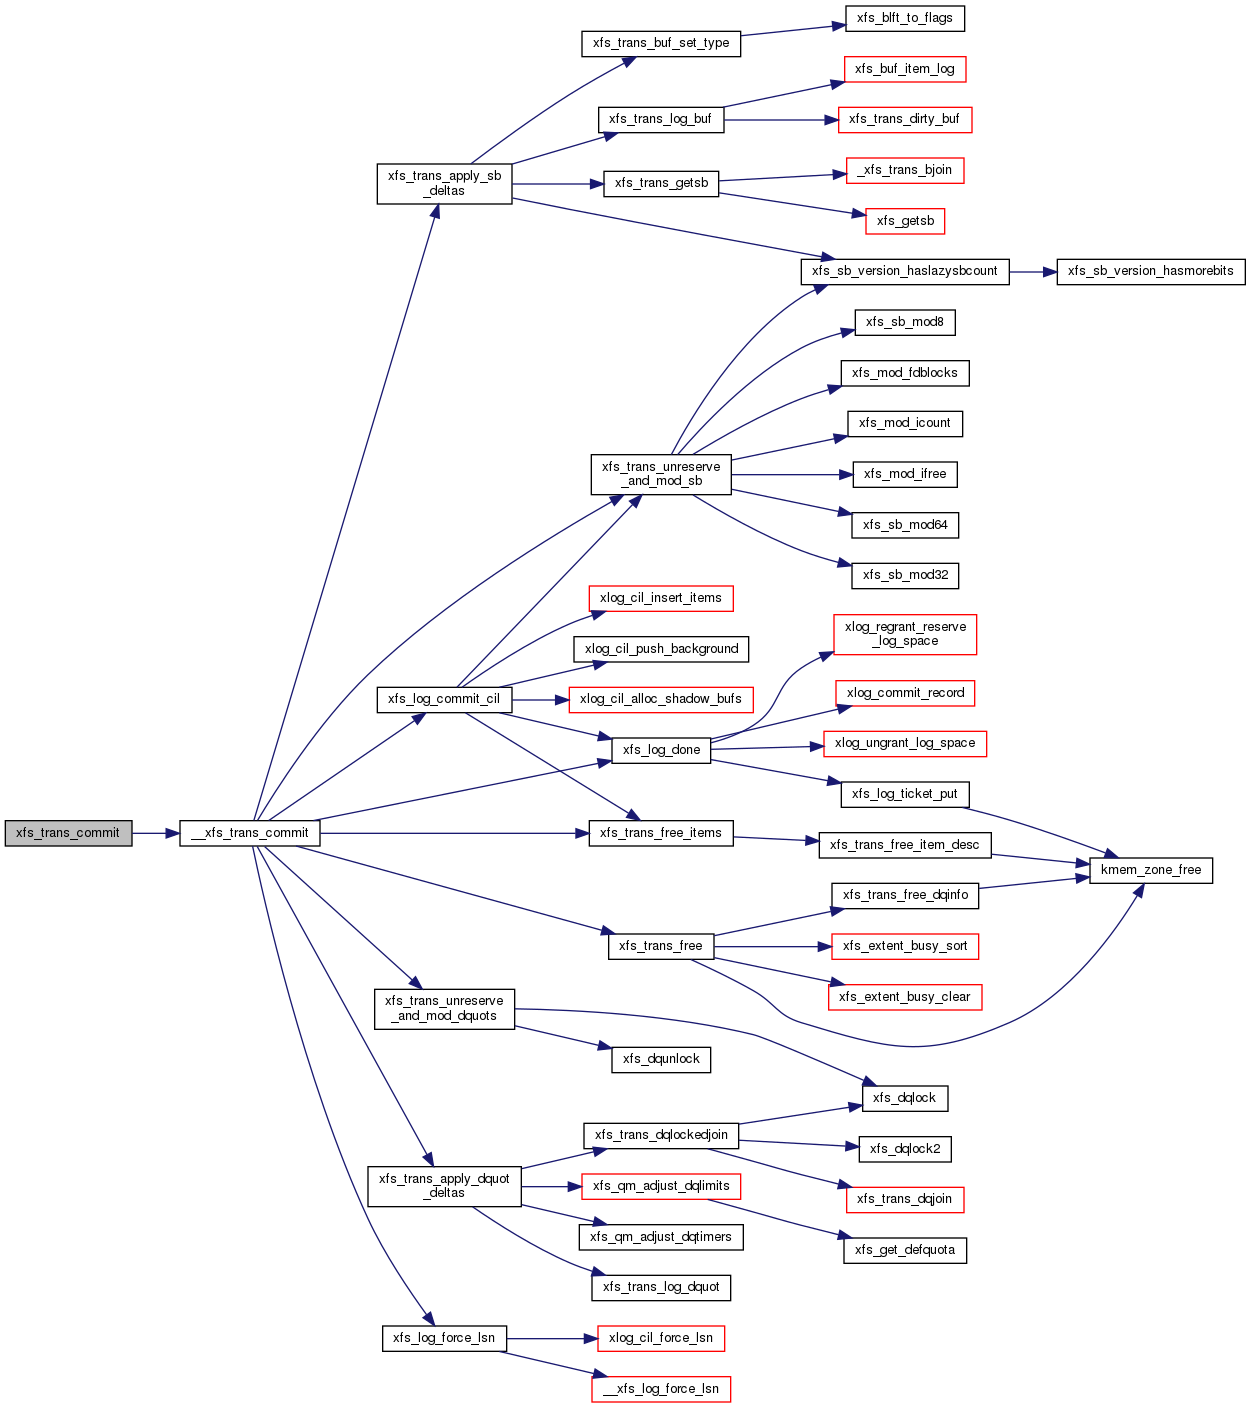 xfs_blft_to_flags
xfs_trans_buf_set_type
xfs_buf_item_log
xfs_trans_log_buf
xfs_trans_dirty_buf
_xfs_trans_bjoin
xfs_trans_apply_sb
_deltas
xfs_trans_getsb
xfs_getsb
xfs_sb_version_haslazysbcount
xfs_sb_version_hasmorebits
xfs_sb_mod8
xfs_mod_fdblocks
xfs_mod_icount
xfs_trans_unreserve
_and_mod_sb
xfs_mod_ifree
xfs_sb_mod64
xfs_sb_mod32
xlog_cil_insert_items
xlog_regrant_reserve
_log_space
xlog_cil_push_background
xfs_log_commit_cil
xlog_cil_alloc_shadow_bufs
xlog_commit_record
xfs_log_done
xlog_ungrant_log_space
xfs_log_ticket_put
xfs_trans_commit
__xfs_trans_commit
xfs_trans_free_items
xfs_trans_free_item_desc
kmem_zone_free
xfs_trans_free_dqinfo
xfs_trans_free
xfs_extent_busy_sort
xfs_extent_busy_clear
xfs_trans_unreserve
_and_mod_dquots
xfs_dqunlock
xfs_dqlock
xfs_trans_dqlockedjoin
xfs_dqlock2
xfs_trans_apply_dquot
_deltas
xfs_qm_adjust_dqlimits
xfs_trans_dqjoin
xfs_qm_adjust_dqtimers
xfs_get_defquota
xfs_trans_log_dquot
xfs_log_force_lsn
xlog_cil_force_lsn
__xfs_log_force_lsn